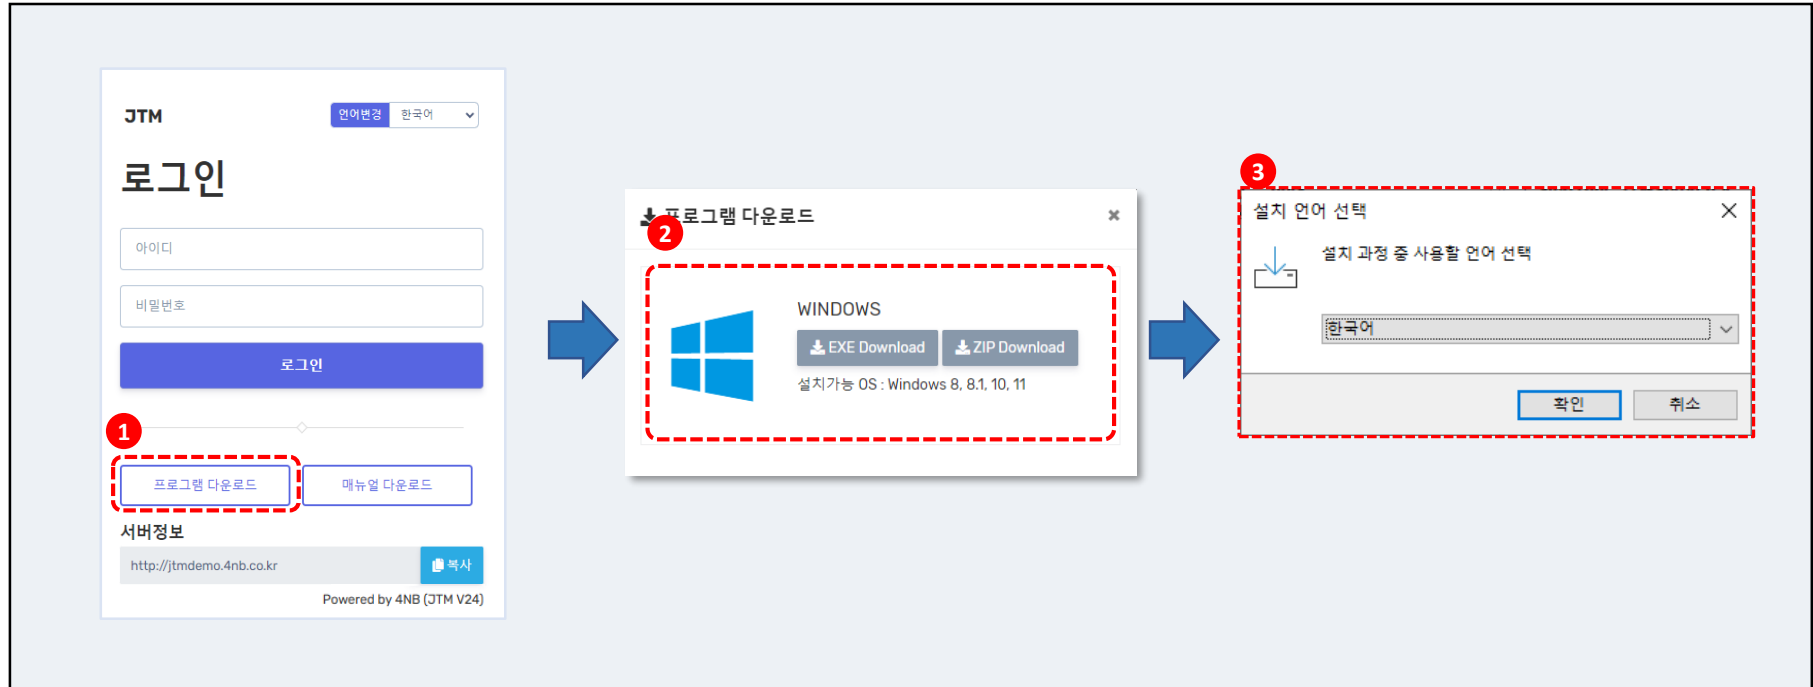 JTM
언어변경 한국어
로그인
아이디
비밀번호
로그인
1
프로그램 다운로드 매뉴얼 다운로드
서버정보
http://jtmdemo.4nb.co.kr 복사
Powered by 4NB (JTM V24)
프로그램 다운로드
2
WINDOWS
EXE Download ZIP Download
설치가능 OS : Windows 8, 8.1, 10, 11
3
설치 언어 선택
설치 과정 중 사용할 언어 선택
한국어
확인 취소